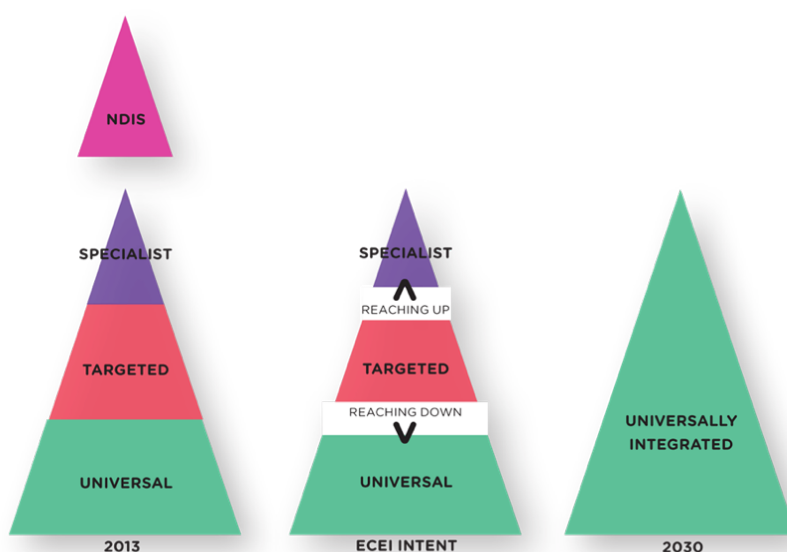 NDIS
SPECIALIST
TARGETED
UNIVERSAL
2013
SPECIALIST
REACHING UP
TARGETED
REACHING DOWN
UNIVERSAL
ECEI INTENT
UNIVERSALLY
INTEGRATED
2030